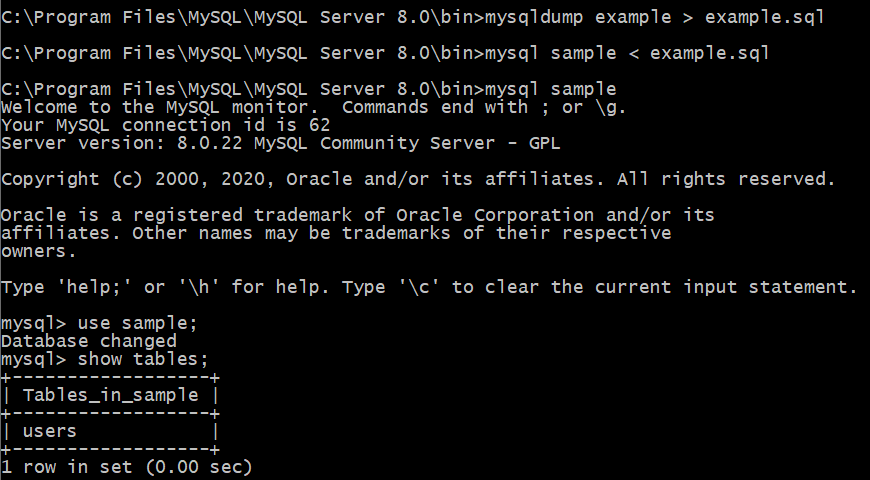 C:\Program Files\MySQL\MySQL Server 8.0\bin>mysqldump example > example.sql
C:\Program Files\MySQL\MySQL Server 8.0\bin>mysql sample < example.sql
C:\Program Files\MySQL\MySQL Server 8.0\bin>mysql sample
Welcome to the MySQL monitor.  Commands end with ; or \g.
Your MySQL connection id is 62
Server version: 8.0.22 MySQL Community Server - GPL
Copyright (c) 2000, 2020, Oracle and/or its affiliates. All rights reserved.
Oracle is a registered trademark of Oracle Corporation and/or its
affiliates. Other names may be trademarks of their respective
owners.
Type 'help;' or '\h' for help. Type '\c' to clear the current input statement.
mysql> use sample;
Database changed
mysql> show tables;
+------------------+
| Tables_in_sample |
+------------------+
| users            |
+------------------+
1 row in set (0.00 sec)